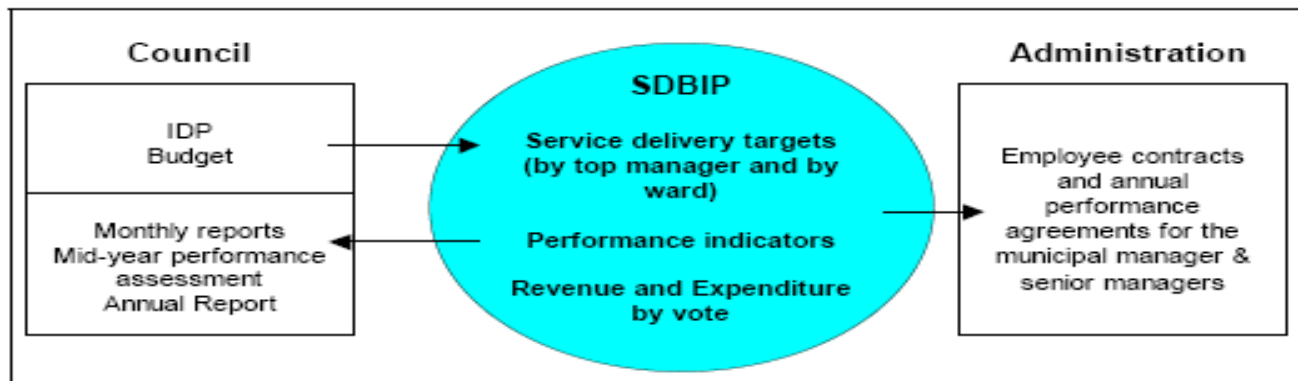 Council
IDP
Budget
Monthly reports
Mid-year performance
assessment
Annual Report
SDBIP
Service delivery targets
(by top manager and by
ward)
Performance indicators
Revenue and Expenditure
by vote
Administration
Employee contracts
and annual
performance
agreements for the
municipal manager &
senior managers